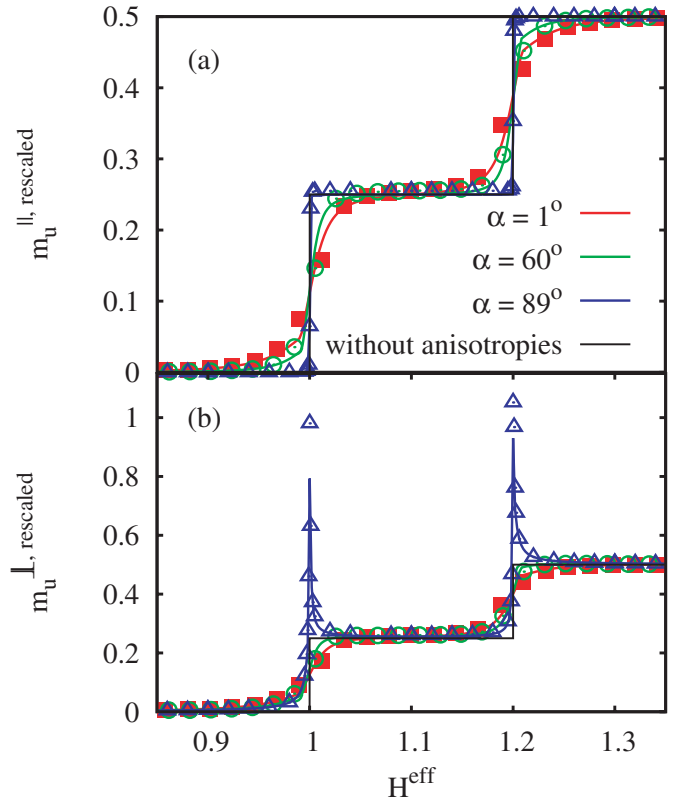 0.5
(a)
0.4
0.3
m_u^{||, rescaled}
0.2
α = 1°
α = 60°
0.1
α = 89°
without anisotropies
0
(b)
1
0.8
m_u^{⊥, rescaled}
0.6
0.4
0.2
0
0.9 1 1.1 1.2 1.3
H^{eff}